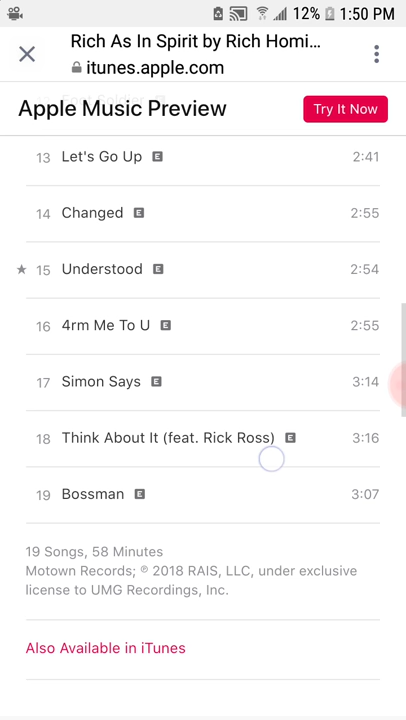 12% 1:50 PM
Rich As In Spirit by Rich Homi...
itunes.apple.com
Apple Music Preview
Try It Now
13 Let's Go Up E 2:41
14 Changed E 2:55
★ 15 Understood E 2:54
16 4rm Me To U E 2:55
17 Simon Says E 3:14
18 Think About It (feat. Rick Ross) E 3:16
19 Bossman E 3:07
19 Songs, 58 Minutes
Motown Records; ℗ 2018 RAIS, LLC, under exclusive
license to UMG Recordings, Inc.
Also Available in iTunes